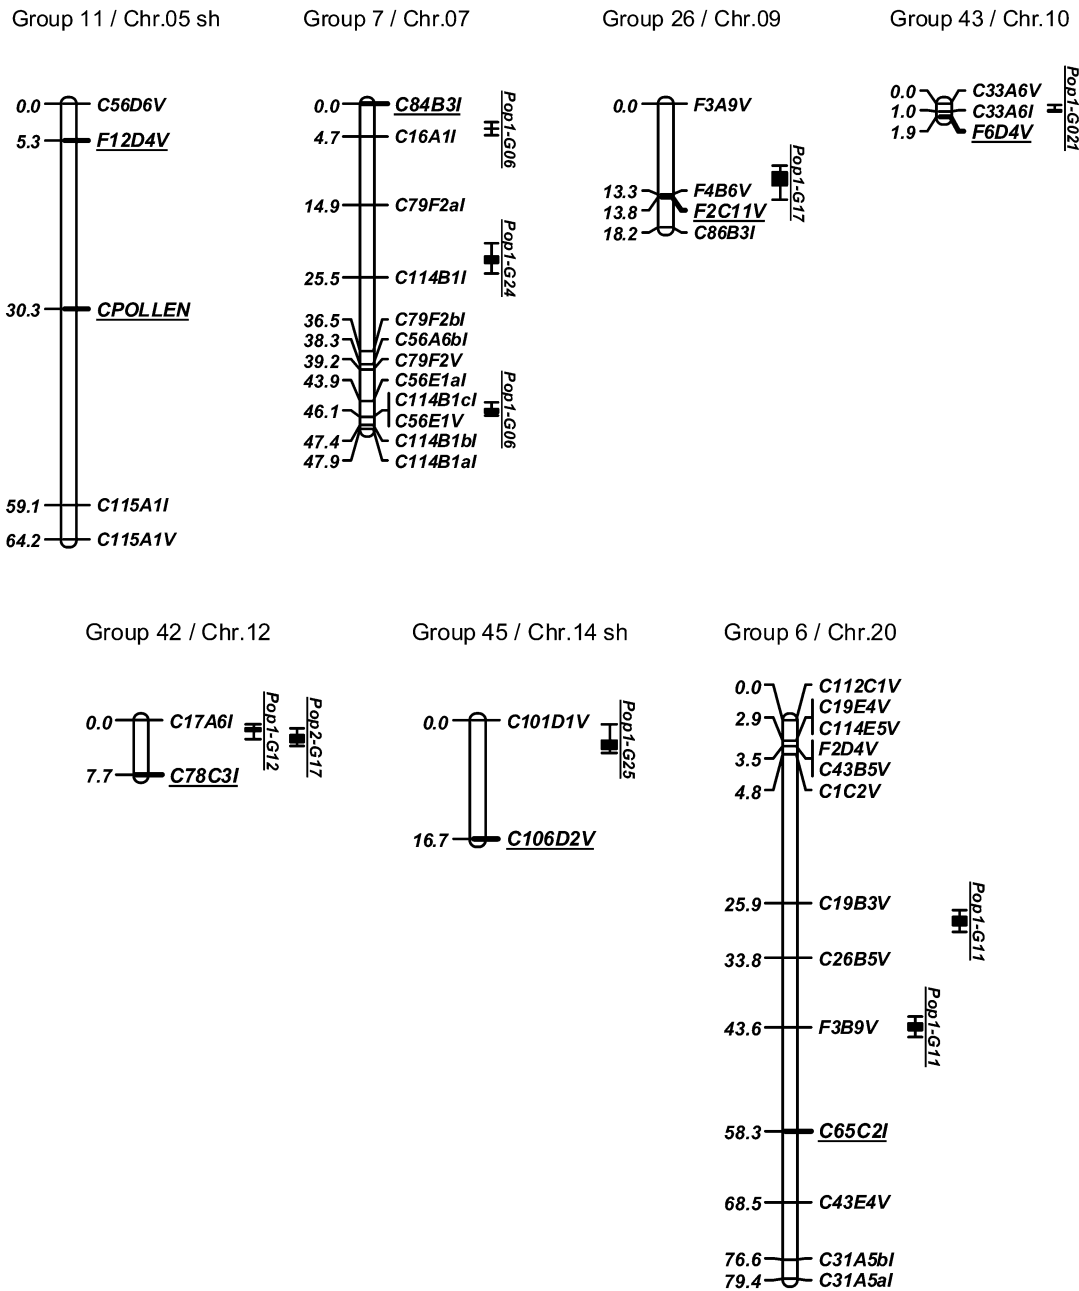 Group 11 / Chr.05 sh
0.0 C56D6V
5.3 F12D4V
30.3 CPOLLEN
59.1 C115A1I
64.2 C115A1V
Group 7 / Chr.07
0.0 C84B3I
4.7 C16A1I
14.9 C79F2aI
25.5 C114B1I
36.5 C79F2bI
38.3 C56A6bI
39.2 C79F2V
43.9 C56E1aI
C114B1cI
46.1
C56E1V
47.4 C114B1bI
47.9 C114B1aI
Pop1-G06
Pop1-G24
Pop1-G06
Group 26 / Chr.09
0.0 F3A9V
13.3 F4B6V
13.8 F2C11V
18.2 C86B3I
Pop1-G17
Group 43 / Chr.10
0.0 C33A6V
1.0 C33A6I
1.9 F6D4V
Pop1-G021
Group 42 / Chr.12
0.0 C17A6I
7.7 C78C3I
Pop1-G12
Pop2-G17
Group 45 / Chr.14 sh
0.0 C101D1V
16.7 C106D2V
Pop1-G25
Group 6 / Chr.20
0.0 C112C1V
C19E4V
2.9
C114E5V
F2D4V
3.5
C43B5V
4.8 C1C2V
25.9 C19B3V
33.8 C26B5V
43.6 F3B9V
58.3 C65C2I
68.5 C43E4V
76.6 C31A5bI
79.4 C31A5aI
Pop1-G11
Pop1-G11